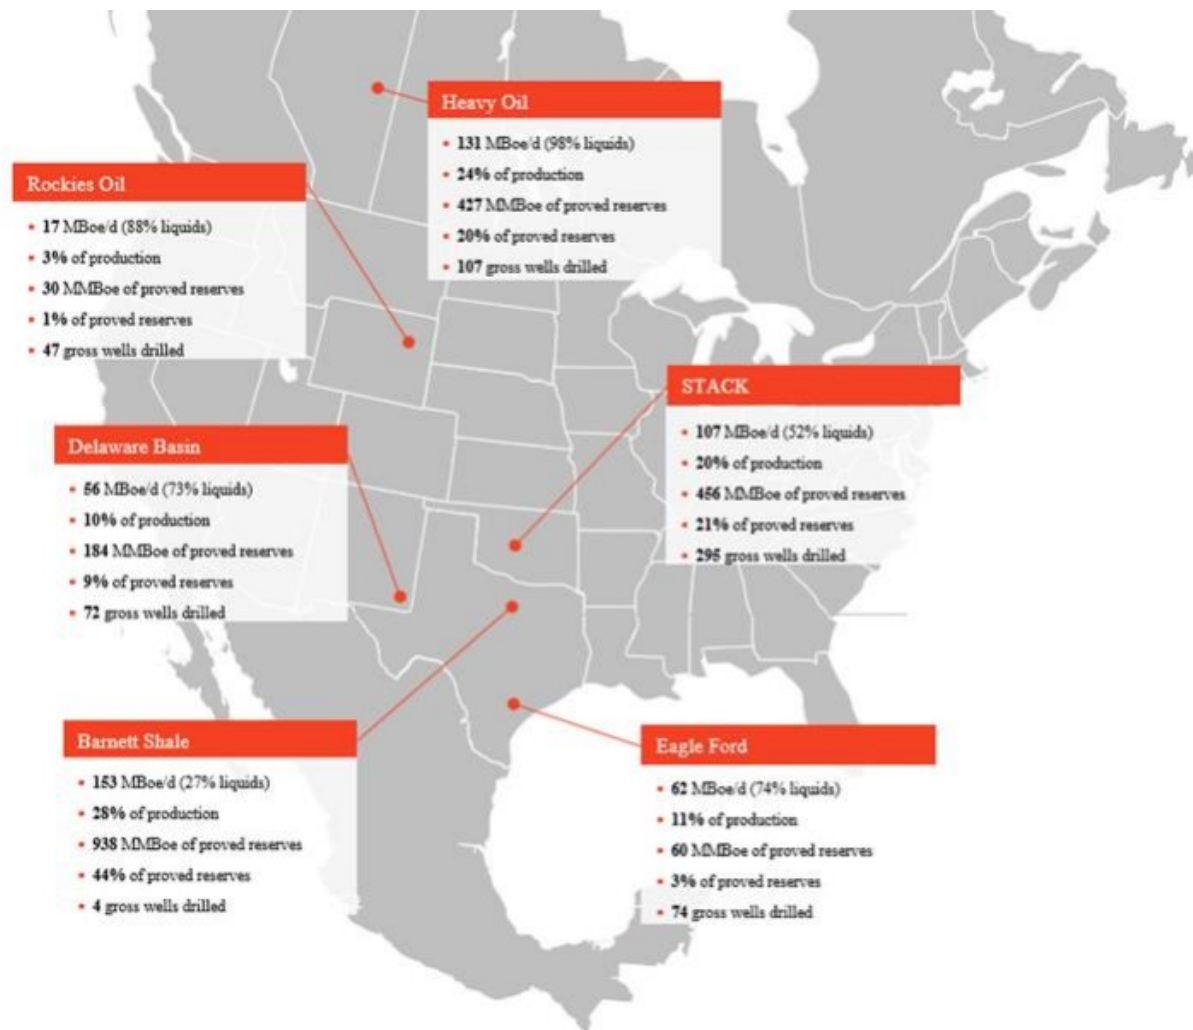 Heavy Oil
• 131 MBoe/d (98% liquids)
• 24% of production
• 427 MMBoe of proved reserves
• 20% of proved reserves
• 107 gross wells drilled
Rockies Oil
• 17 MBoe/d (88% liquids)
• 3% of production
• 30 MMBoe of proved reserves
• 1% of proved reserves
• 47 gross wells drilled
STACK
• 107 MBoe/d (52% liquids)
• 20% of production
• 456 MMBoe of proved reserves
• 21% of proved reserves
• 295 gross wells drilled
Delaware Basin
• 56 MBoe/d (73% liquids)
• 10% of production
• 184 MMBoe of proved reserves
• 9% of proved reserves
• 72 gross wells drilled
Barnett Shale
• 153 MBoe/d (27% liquids)
• 28% of production
• 938 MMBoe of proved reserves
• 44% of proved reserves
• 4 gross wells drilled
Eagle Ford
• 62 MBoe/d (74% liquids)
• 11% of production
• 60 MMBoe of proved reserves
• 3% of proved reserves
• 74 gross wells drilled